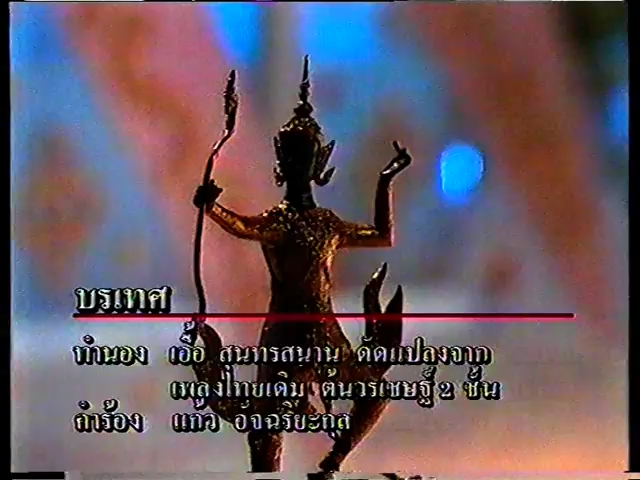 บรเทศ
ทำนอง เอื้อ สุนทรสนาน ดัดแปลงจาก
เพลงไทยเดิม ต้นวรเชษฐ์ 2 ชั้น
คำร้อง แก้ว อัจฉริยะกุล